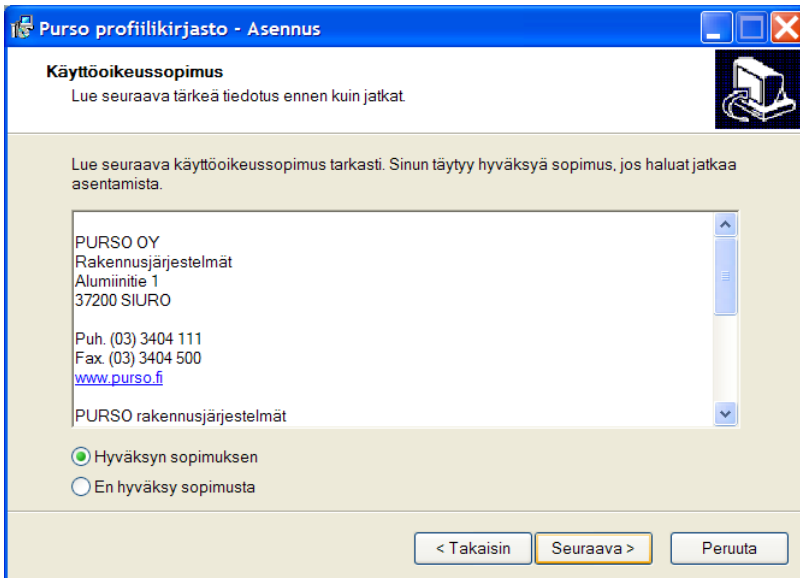 Purso profiilikirjasto - Asennus
Käyttöoikeussopimus
Lue seuraava tärkeä tiedotus ennen kuin jatkat.
Lue seuraava käyttöoikeussopimus tarkasti. Sinun täytyy hyväksyä sopimus, jos haluat jatkaa
asentamista.
PURSO OY
Rakennusjärjestelmät
Alumiinitie 1
37200 SIURO
Puh. (03) 3404 111
Fax. (03) 3404 500
www.purso.fi
PURSO rakennusjärjestelmät
Hyväksyn sopimuksen
En hyväksy sopimusta
< Takaisin
Seuraava >
Peruuta